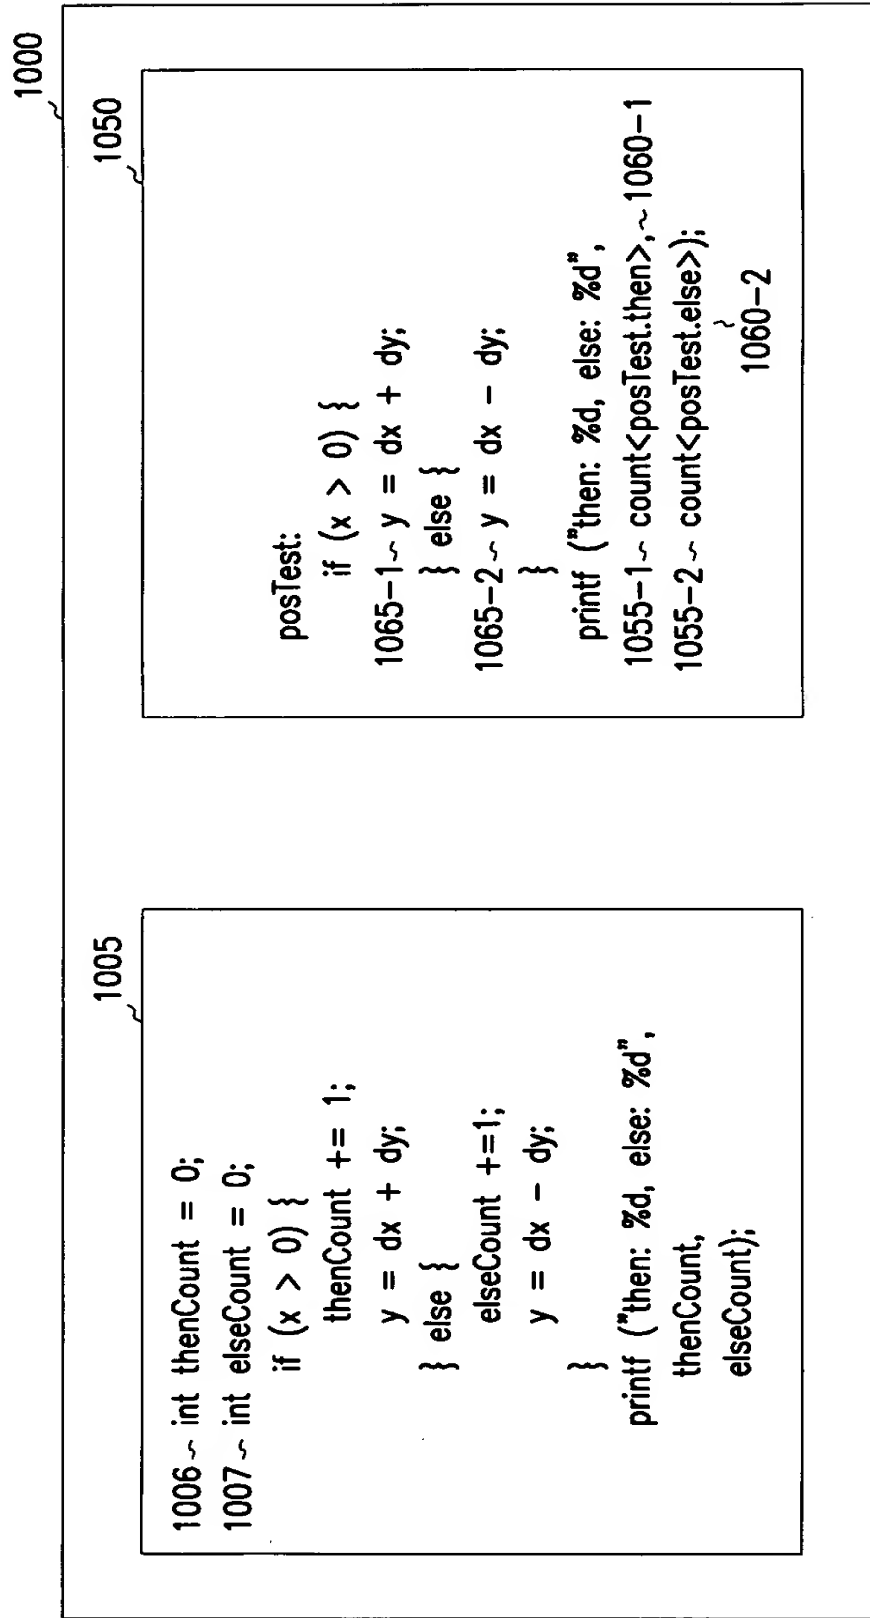 1000
1005
1006 ~ int thenCount = 0;
1007 ~ int elseCount = 0;
if (x > 0) {
thenCount += 1;
y = dx + dy;
} else {
elseCount +=1;
y = dx - dy;
}
printf ("then: %d, else: %d",
thenCount,
elseCount);
1050
posTest:
if (x > 0) {
1065-1 ~ y = dx + dy;
} else {
1065-2 ~ y = dx - dy;
}
printf ("then: %d, else: %d",
1055-1 ~ count<posTest.then>, ~ 1060-1
1055-2 ~ count<posTest.else>);
1060-2